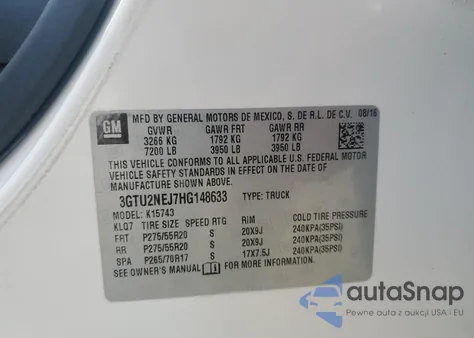 GM
MFD BY GENERAL MOTORS DE MEXICO, S. DE R.L. DE C.V. 08/16
GVWR GAWR FRT GAWR RR
3266 KG 1792 KG 1792 KG
7200 LB 3950 LB 3950 LB
THIS VEHICLE CONFORMS TO ALL APPLICABLE U.S. FEDERAL MOTOR
VEHICLE SAFETY STANDARDS IN EFFECT ON THE DATE OF
MANUFACTURE SHOWN ABOVE.
3GTU2NEJ7HG148633 TYPE: TRUCK
MODEL: K15743
KLQ7 TIRE SIZE SPEED RTG RIM COLD TIRE PRESSURE
FRT P275/55R20 S 20X9J 240KPA(35PSI)
RR P275/55R20 S 20X9J 240KPA(35PSI)
SPA P265/70R17 S 17X7.5J 240KPA(35PSI)
SEE OWNER'S MANUAL FOR MORE INFORMATION.
autaSnap
Pewne auta z aukcji USA i EU